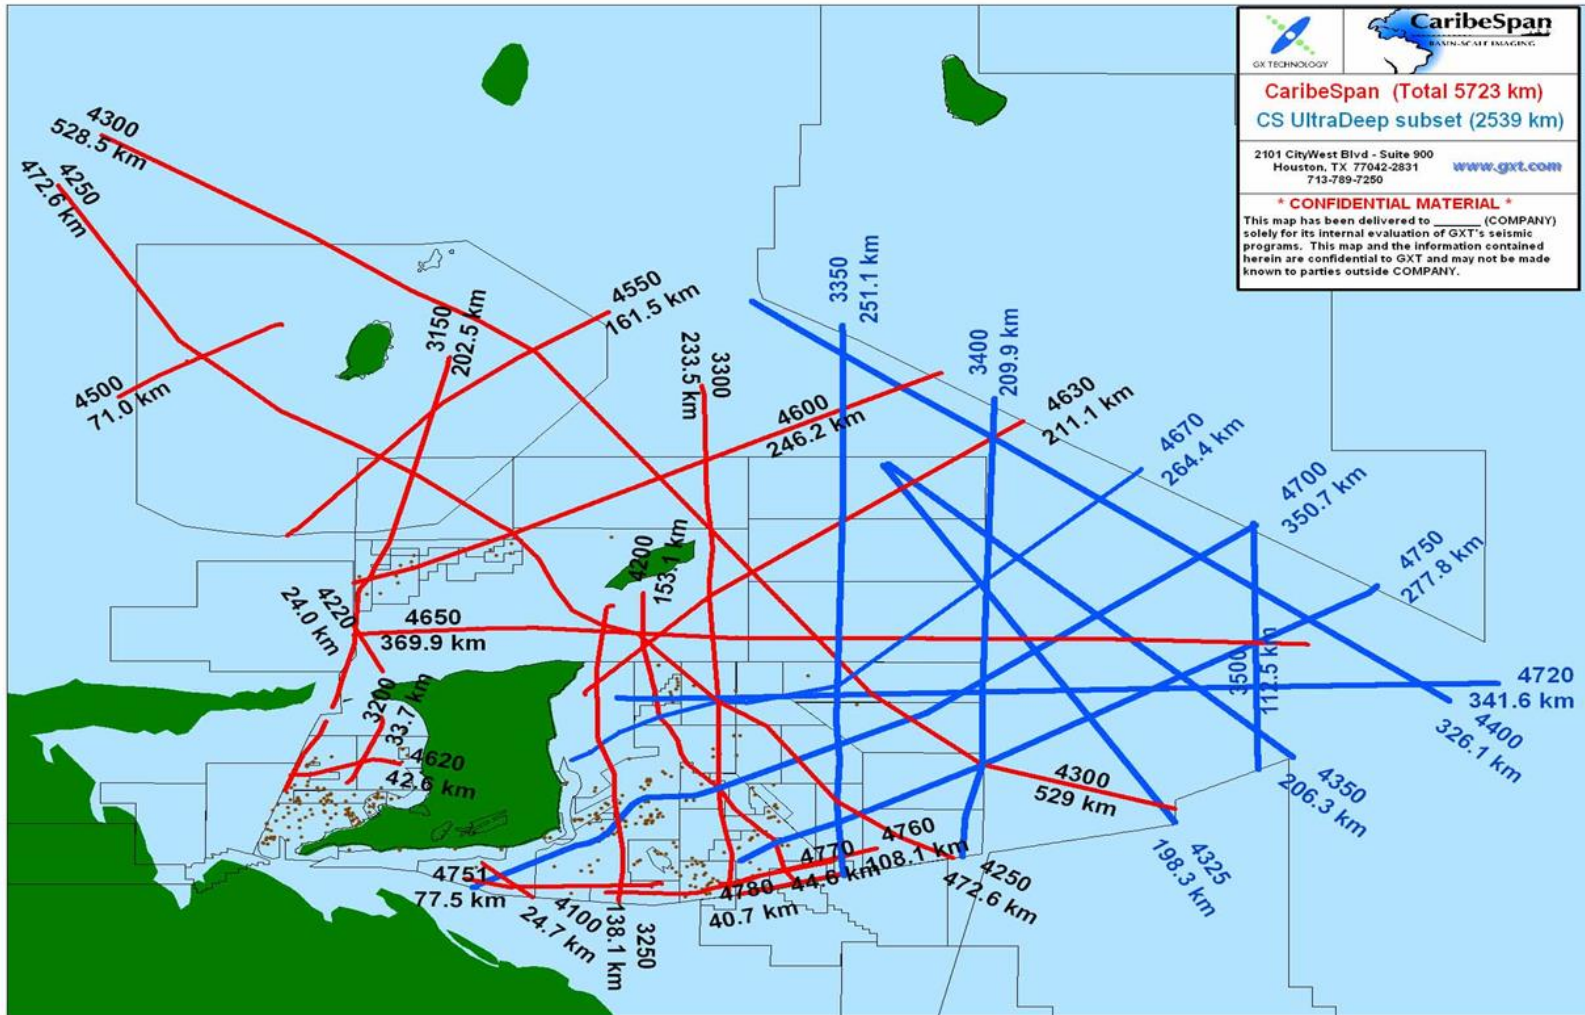 GX TECHNOLOGY
CaribeSpan
BASIN-SCALE IMAGING
CaribeSpan (Total 5723 km)
CS UltraDeep subset (2539 km)
2101 CityWest Blvd - Suite 900
Houston, TX 77042-2831
713-789-7250
www.gxt.com
* CONFIDENTIAL MATERIAL *
This map has been delivered to ______ (COMPANY)
solely for its internal evaluation of GXT's seismic
programs. This map and the information contained
herein are confidential to GXT and may not be made
known to parties outside COMPANY.
4300
528.5 km
4250
472.6 km
4500
71.0 km
3150
202.5 km
4550
161.5 km
3300
233.5 km
3350
251.1 km
3400
209.9 km
4600
246.2 km
4630
211.1 km
4670
264.4 km
4700
350.7 km
4750
277.8 km
4200
153.1 km
4220
24.0 km
4650
369.9 km
3500
112.5 km
4720
341.6 km
4400
326.1 km
3200
33.7 km
4620
42.6 km
4300
529 km
4350
206.3 km
4325
198.3 km
4760
108.1 km
4770
44.6 km
4780
40.7 km
4250
472.6 km
4751
77.5 km
4100
24.7 km
3250
138.1 km